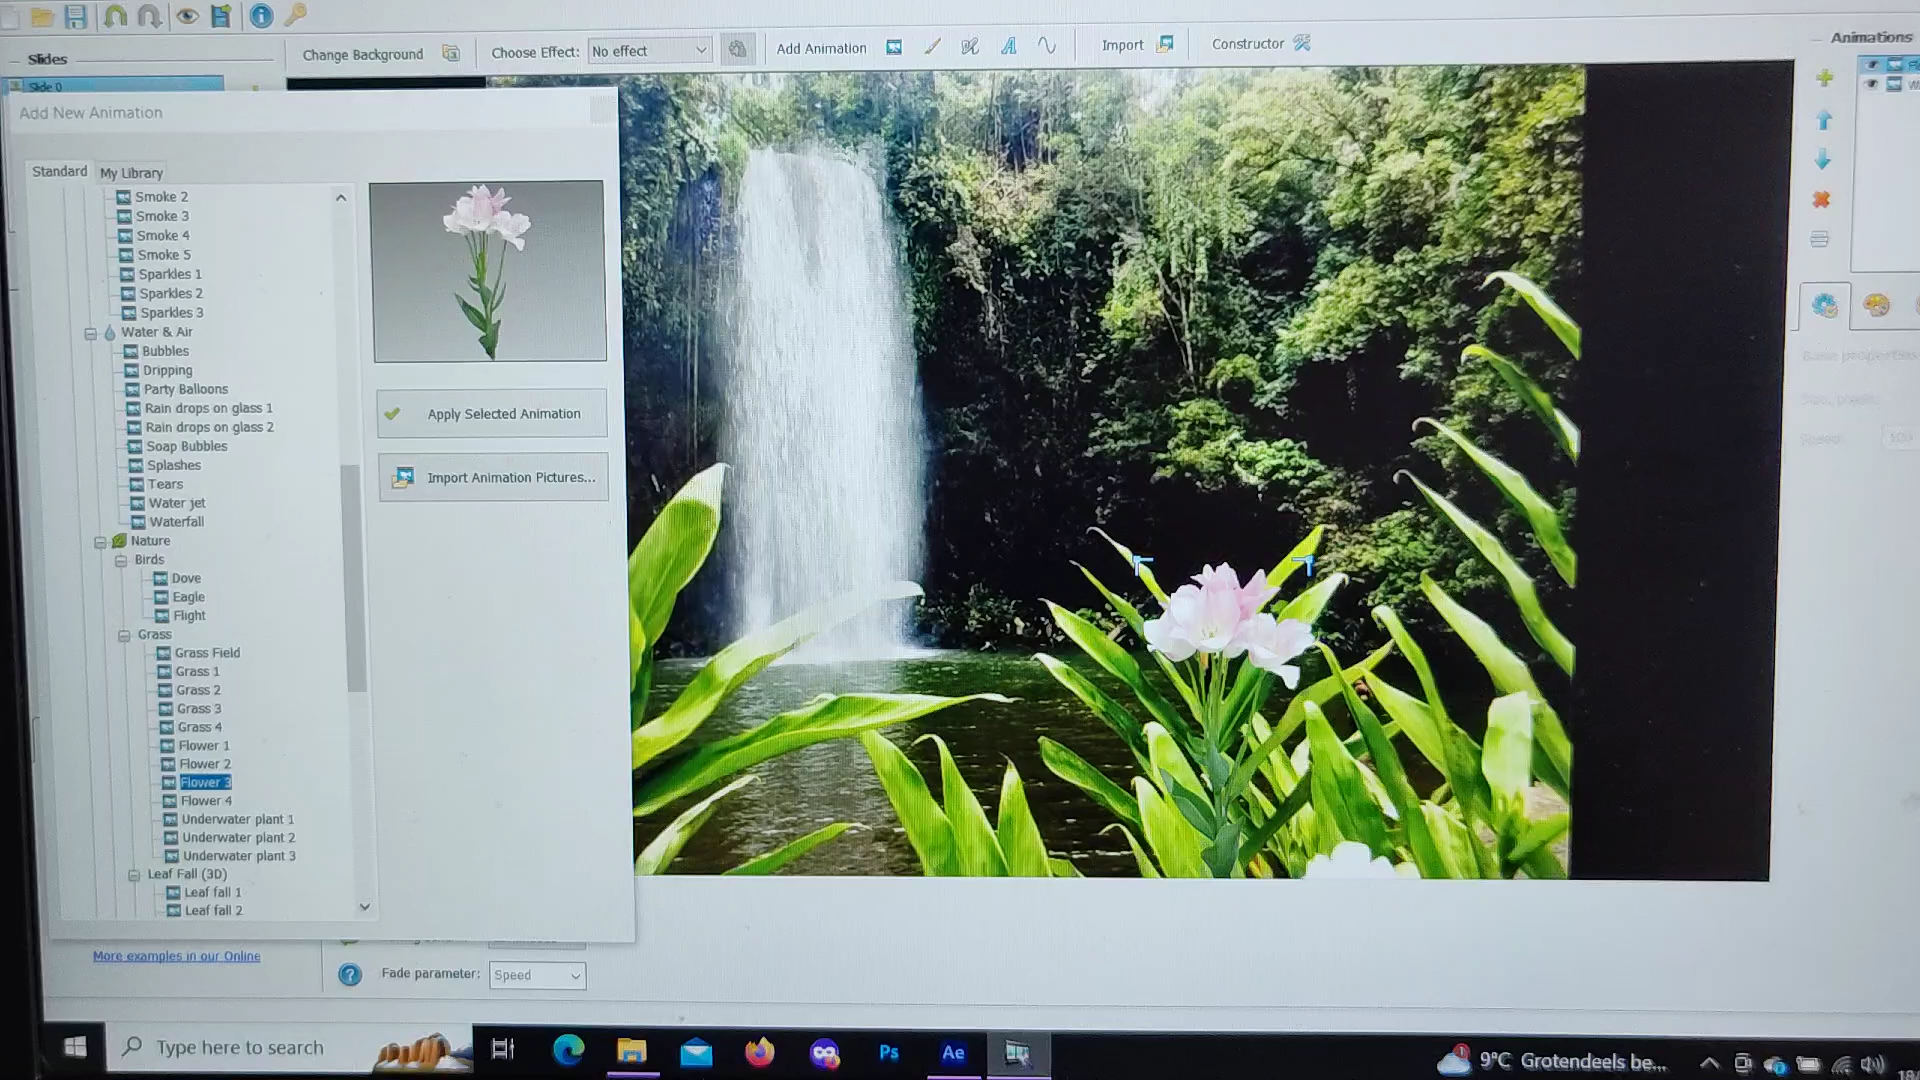 Slides
Change Background
Choose Effect:
No effect
Add Animation
Import
Constructor
Animations
Slide 0
Add New Animation
Standard
My Library
Smoke 2
Smoke 3
Smoke 4
Smoke 5
Sparkles 1
Sparkles 2
Sparkles 3
Water & Air
Bubbles
Dripping
Party Balloons
Rain drops on glass 1
Rain drops on glass 2
Soap Bubbles
Splashes
Tears
Water jet
Waterfall
Nature
Birds
Dove
Eagle
Flight
Grass
Grass Field
Grass 1
Grass 2
Grass 3
Grass 4
Flower 1
Flower 2
Flower 3
Flower 4
Underwater plant 1
Underwater plant 2
Underwater plant 3
Leaf Fall (3D)
Leaf fall 1
Leaf fall 2
Apply Selected Animation
Import Animation Pictures...
Base properties
Speed:
100
More examples in our Online
Fade parameter:
Speed
Type here to search
Ps
Ae
9°C Grotendeels be...